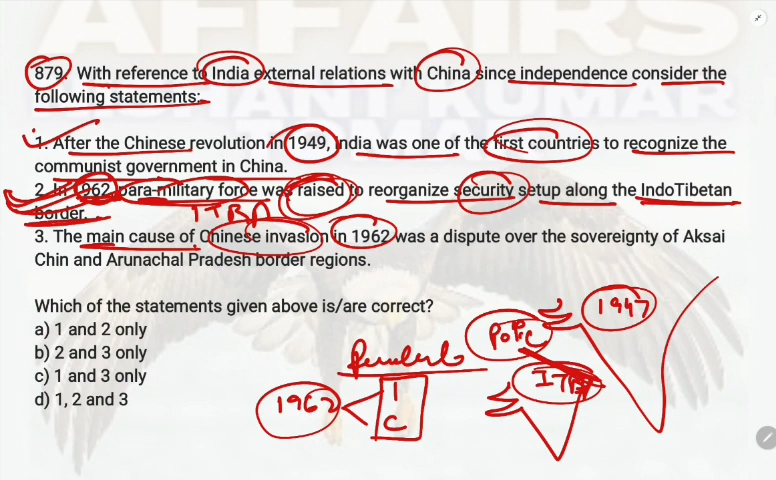 AFFAIRS
879. With reference to India external relations with China since independence consider the
following statements:
1. After the Chinese revolution in 1949, India was one of the first countries to recognize the
communist government in China.
2. In 1962, para-military force was raised to reorganize security setup along the IndoTibetan
border.
3. The main cause of Chinese invasion in 1962 was a dispute over the sovereignty of Aksai
Chin and Arunachal Pradesh border regions.
Which of the statements given above is/are correct?
a) 1 and 2 only
b) 2 and 3 only
c) 1 and 3 only
d) 1, 2 and 3
1947
1962
I
C